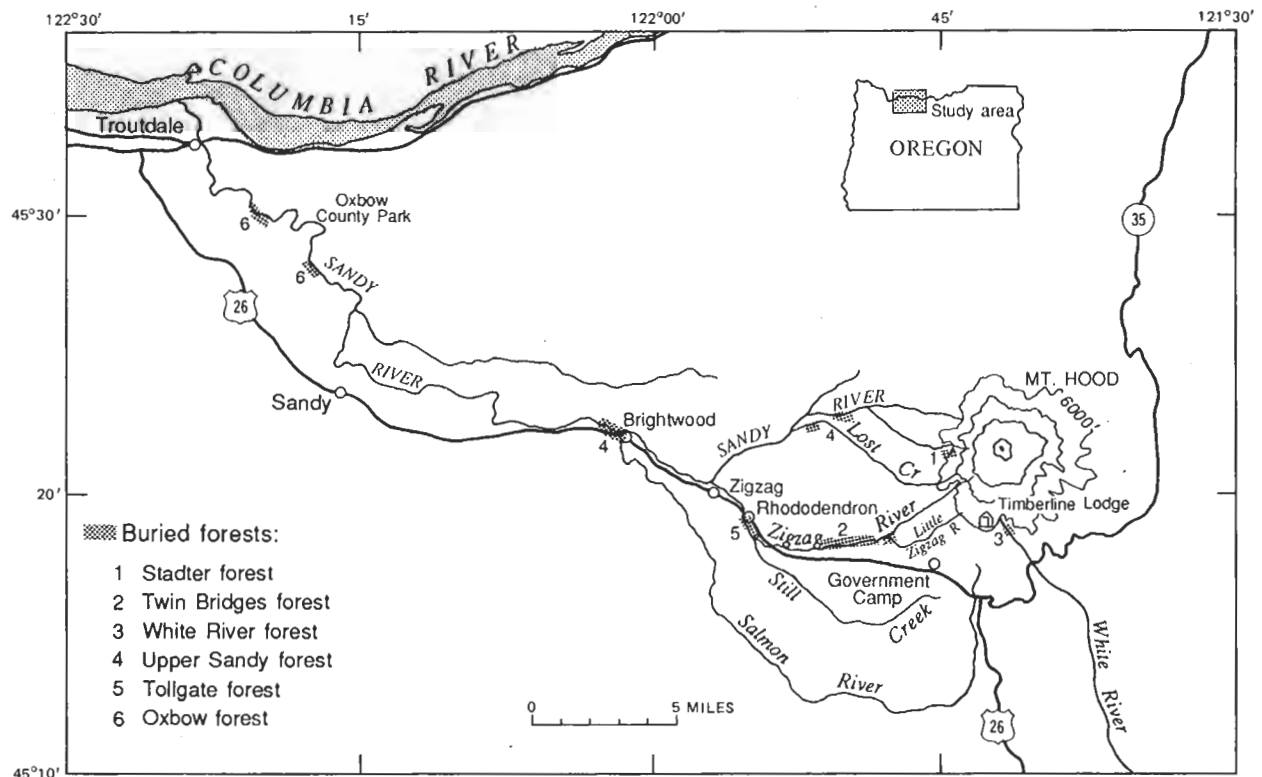 122°30'
15'
122°00'
45'
121°30'
COLUMBIA RIVER
Troutdale
Study area
OREGON
45°30'
Oxbow
County Park
6
35
6
SANDY
26
RIVER
MT. HOOD
6000'
Sandy
Brightwood
4
RIVER
SANDY
4
Lost
Cr
1
20'
Zigzag
Rhododendron
Timberline Lodge
5
Zigzag River
2
Little
Zigzag R
3
Buried forests:
1 Stadter forest
2 Twin Bridges forest
3 White River forest
4 Upper Sandy forest
5 Tollgate forest
6 Oxbow forest
Government
Camp
Still Creek
Salmon River
White River
0 5 MILES
26
45°10'